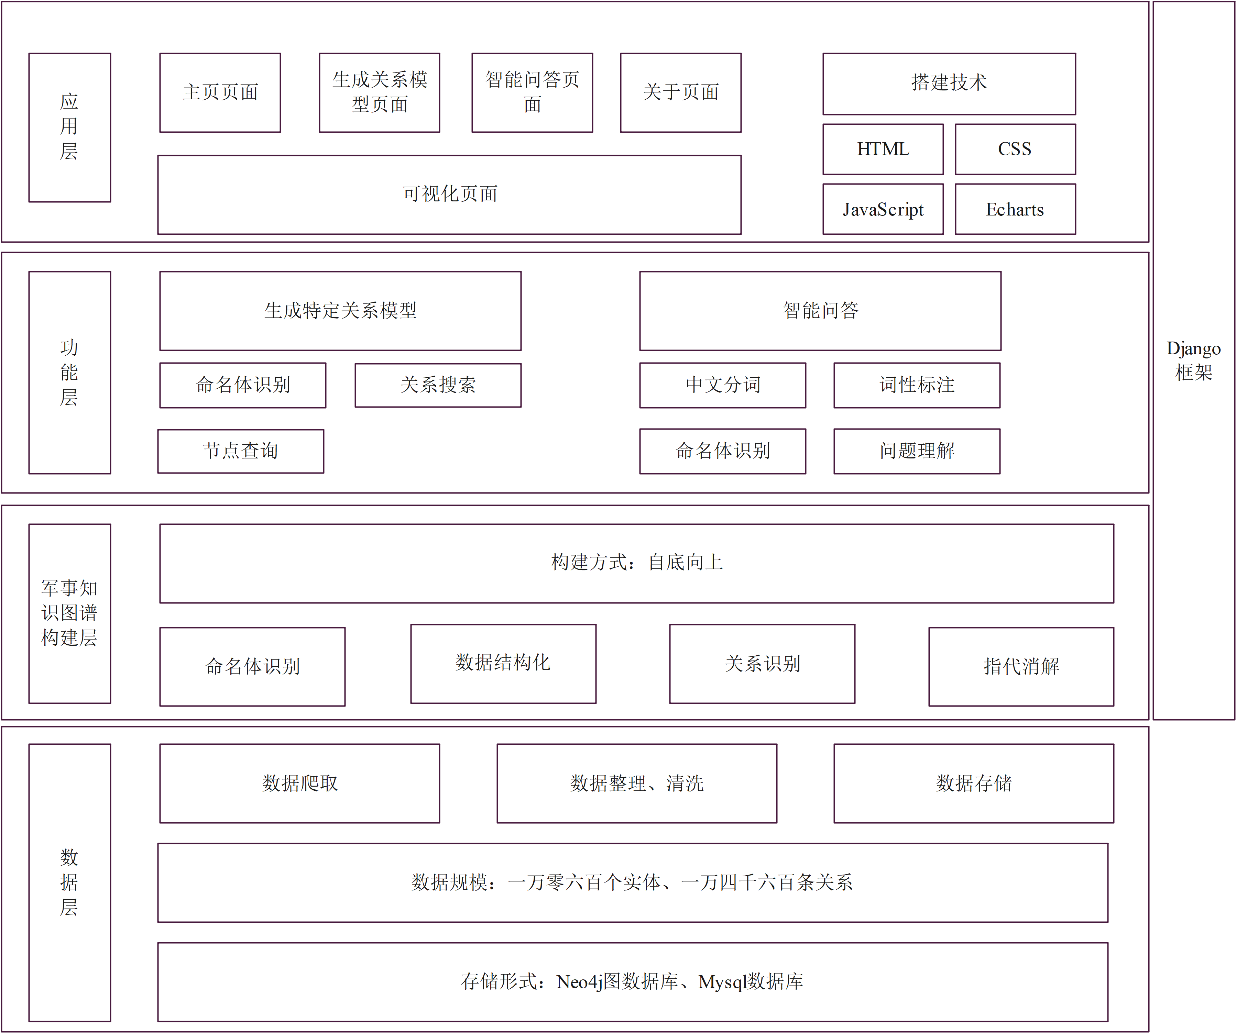 应
用
层
主页页面
生成关系模
型页面
智能问答页
面
关于页面
可视化页面
搭建技术
HTML
CSS
JavaScript
Echarts
功
能
层
生成特定关系模型
命名体识别
关系搜索
节点查询
智能问答
中文分词
词性标注
命名体识别
问题理解
Django
框架
军事知
识图谱
构建层
构建方式：自底向上
命名体识别
数据结构化
关系识别
指代消解
数
据
层
数据爬取
数据整理、清洗
数据存储
数据规模：一万零六百个实体、一万四千六百条关系
存储形式：Neo4j图数据库、Mysql数据库